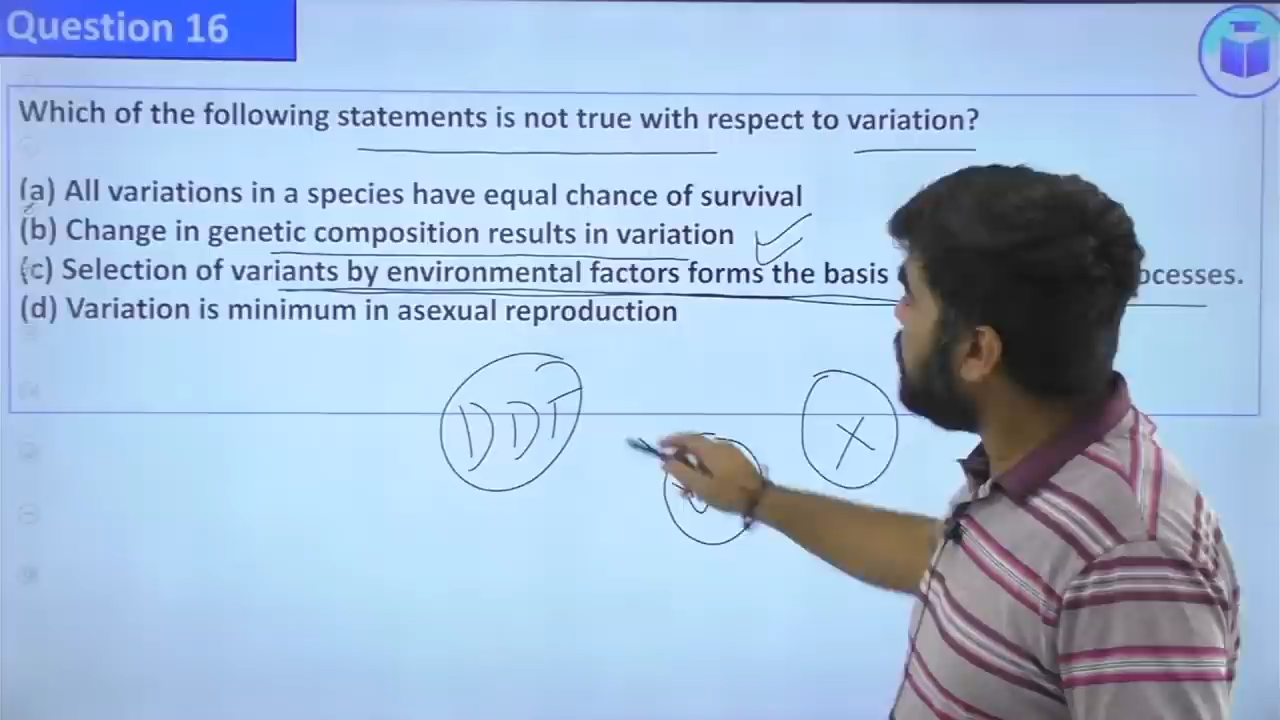 Question 16
Which of the following statements is not true with respect to variation?
(a) All variations in a species have equal chance of survival
(b) Change in genetic composition results in variation
(c) Selection of variants by environmental factors forms the basis
(d) Variation is minimum in asexual reproduction
DDT
X